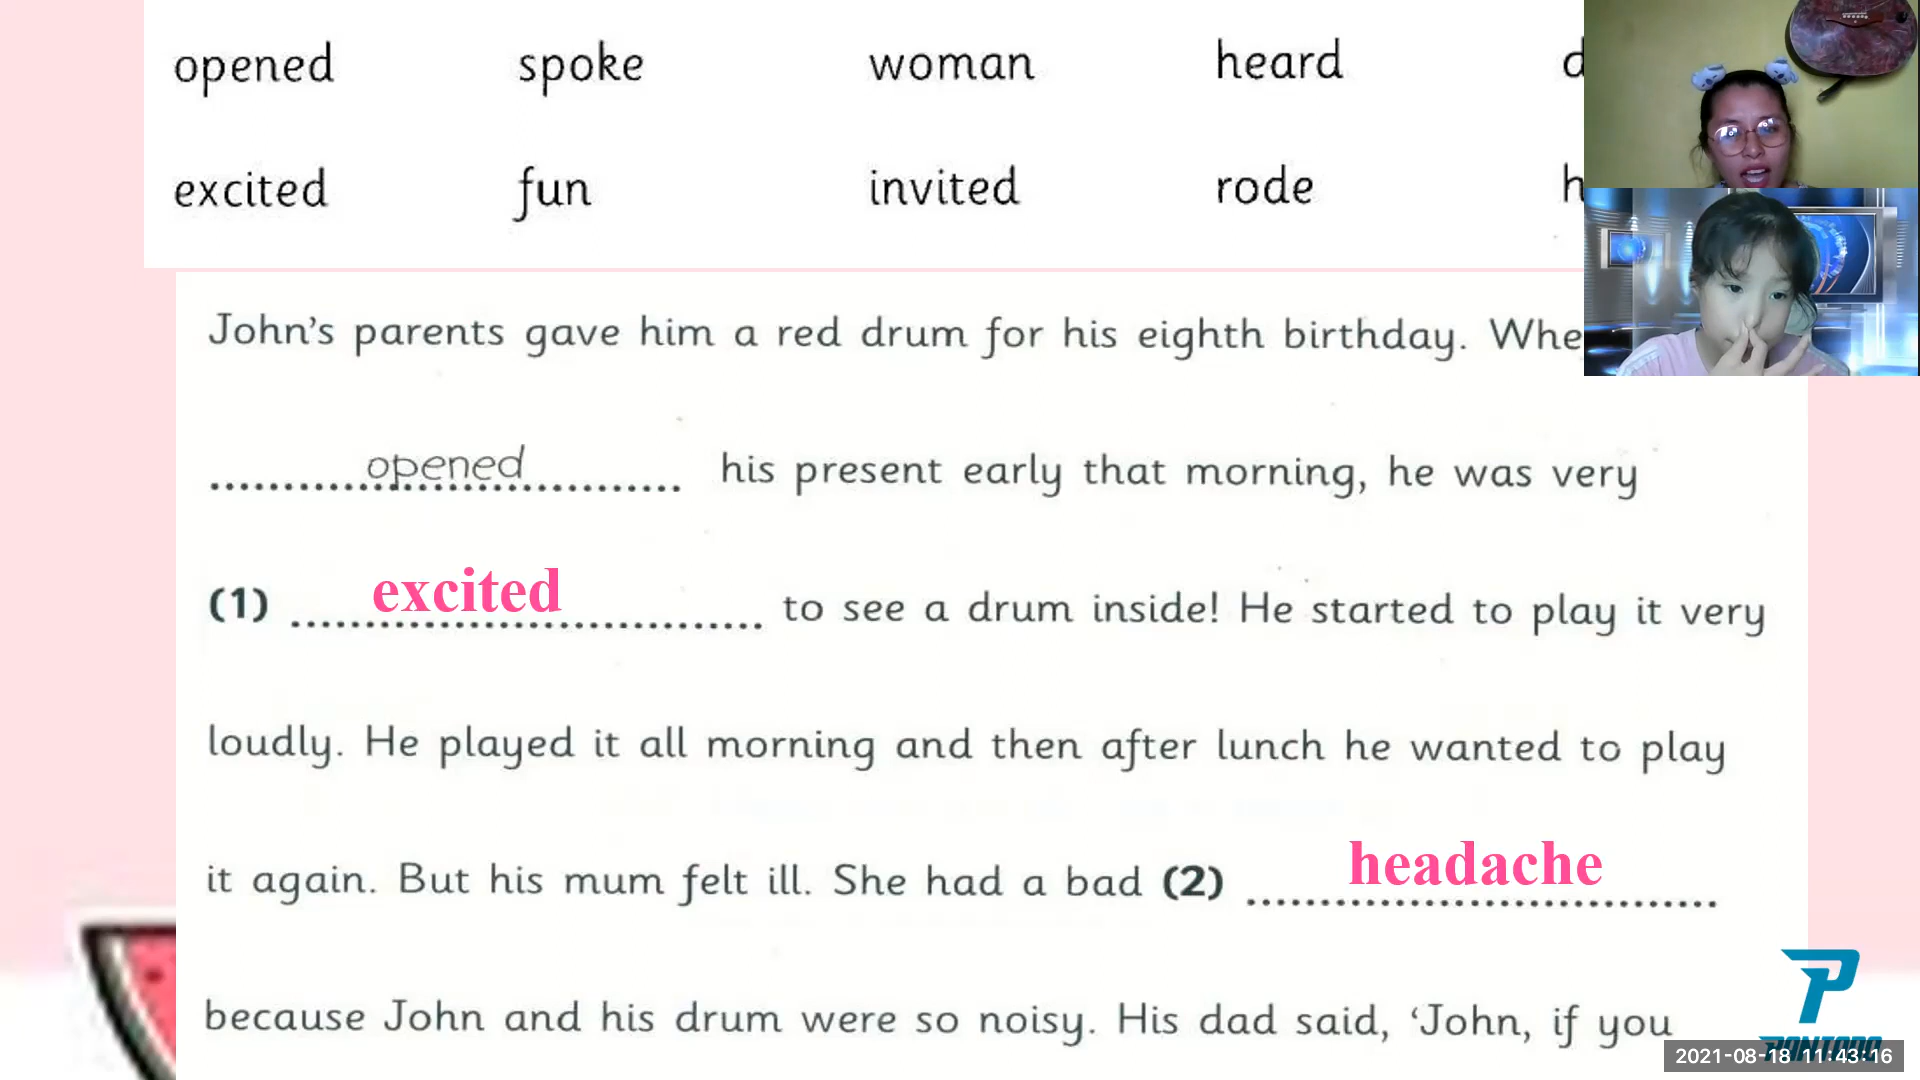 opened spoke woman heard d
excited fun invited rode h
John's parents gave him a red drum for his eighth birthday. Whe
opened his present early that morning, he was very
(1) excited to see a drum inside! He started to play it very
loudly. He played it all morning and then after lunch he wanted to play
it again. But his mum felt ill. She had a bad (2) headache
because John and his drum were so noisy. His dad said, 'John, if you
2021-08-18 11:43:16